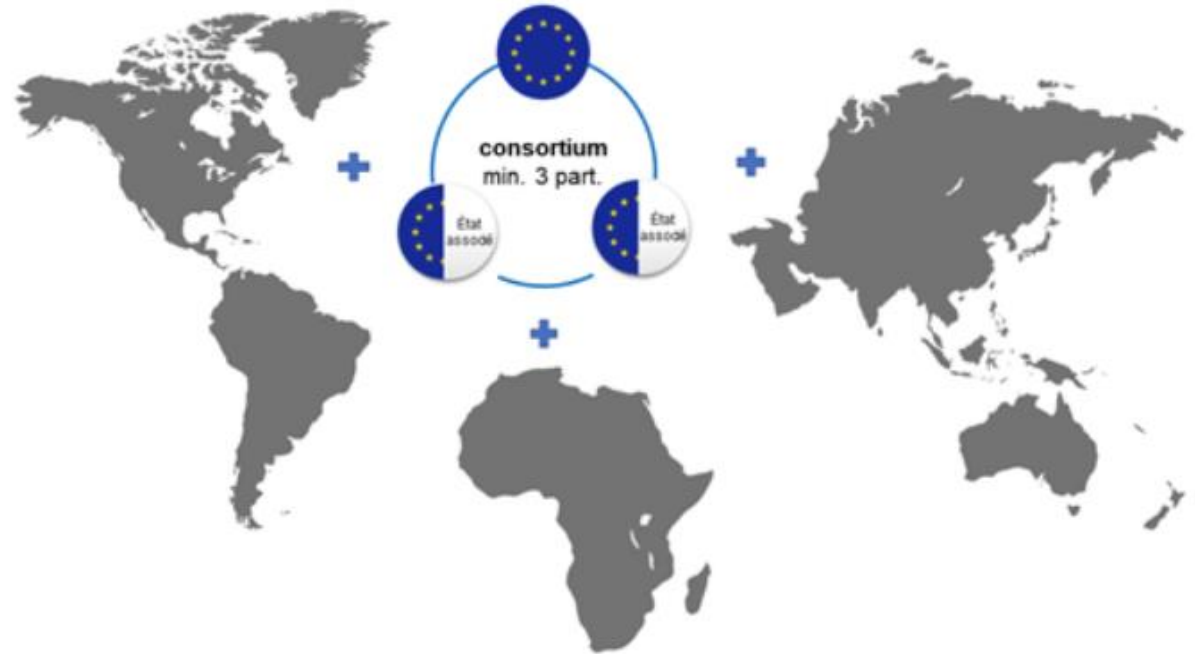 consortium
min. 3 part.
État
associé
État
associé